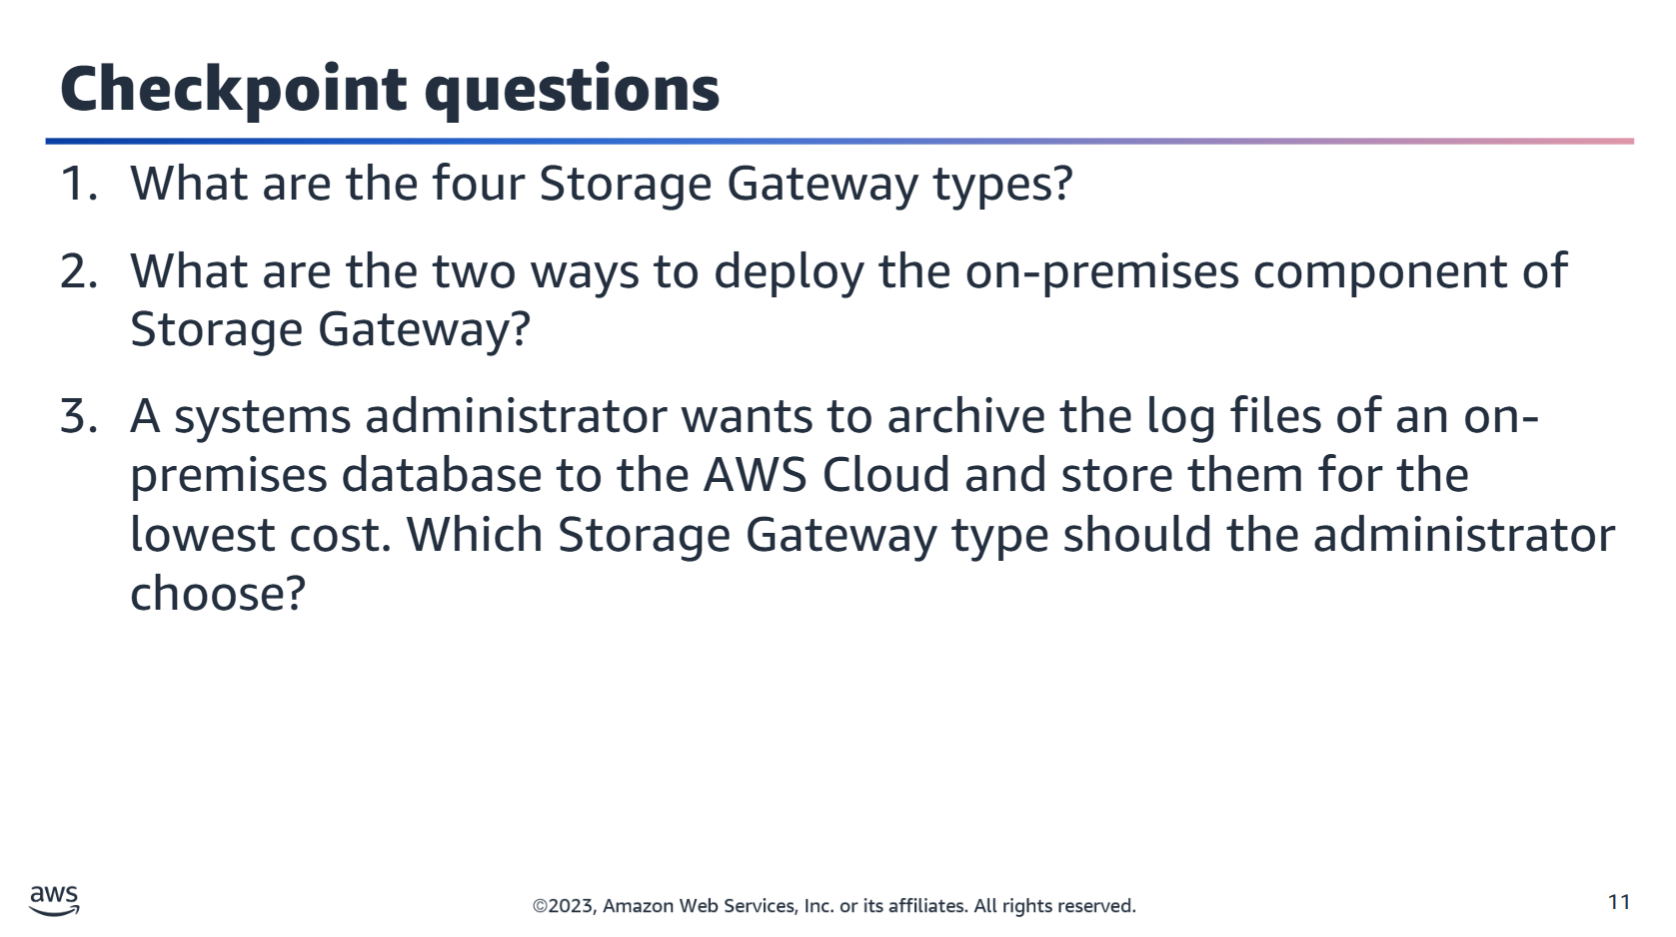 Checkpoint questions
1. What are the four Storage Gateway types?
2. What are the two ways to deploy the on-premises component of
Storage Gateway?
3. A systems administrator wants to archive the log files of an on-
premises database to the AWS Cloud and store them for the
lowest cost. Which Storage Gateway type should the administrator
choose?
aws
©2023, Amazon Web Services, Inc. or its affiliates. All rights reserved.
11